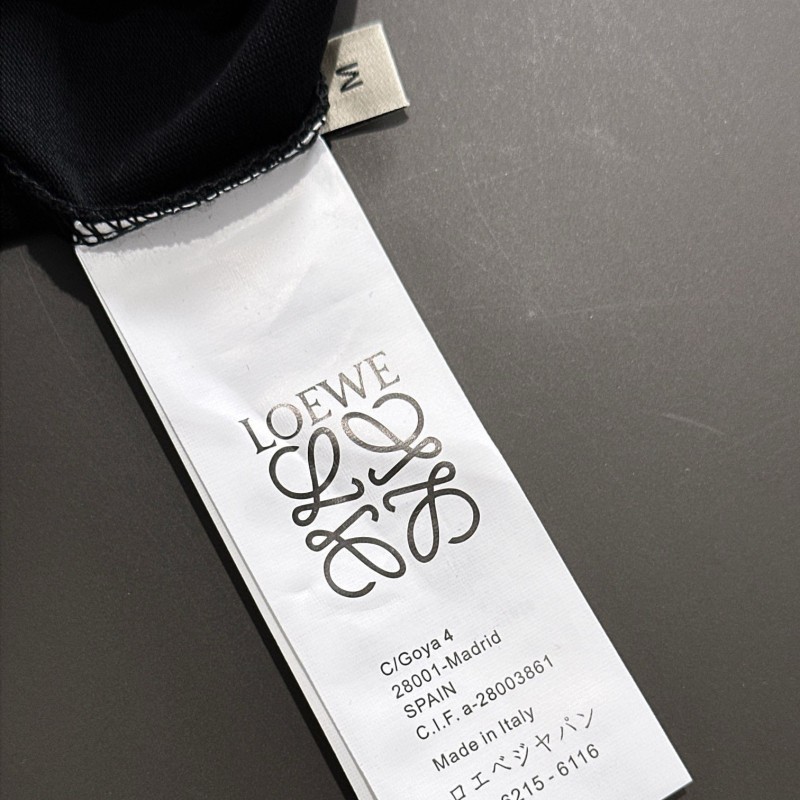 M
LOEWE
C/Goya 4
28001-Madrid
SPAIN
C.I.F. a-28003861
Made in Italy
ロエベジャパン
6215-6116